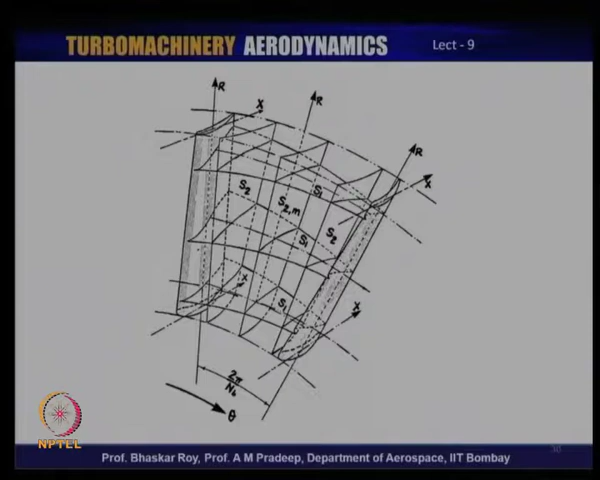 TURBOMACHINERY AERODYNAMICS
Lect - 9
R
X
R
R
X
S2
S2,m
S1
S2
S1
X
S1
X
2π
Nb
θ
NPTEL
Prof. Bhaskar Roy, Prof. A M Pradeep, Department of Aerospace, IIT Bombay